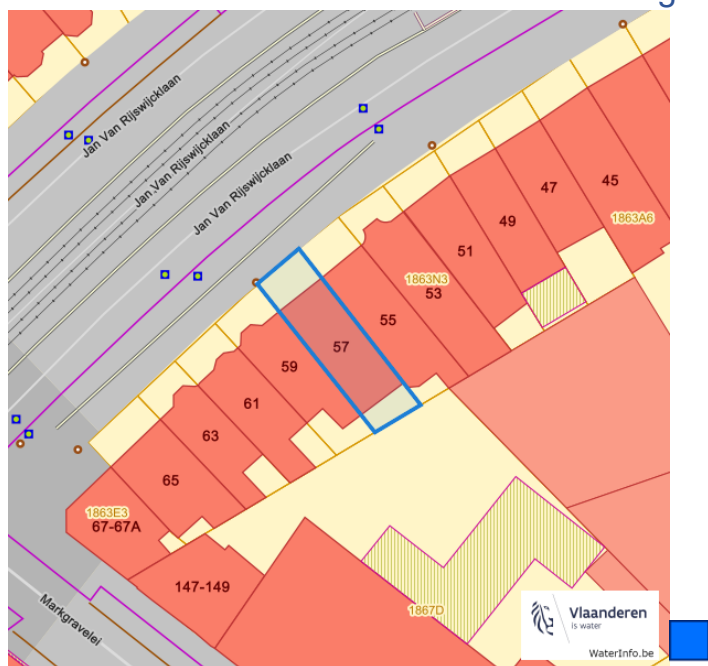 g
Jan Van Rijswijcklaan
Jan Van Rijswijcklaan
Jan Van Rijswijcklaan
45
1863A6
47
49
51
1863N3
53
55
57
59
61
63
65
1863E3
67-67A
147-149
Markgravelei
1867D
Vlaanderen
is water
WaterInfo.be